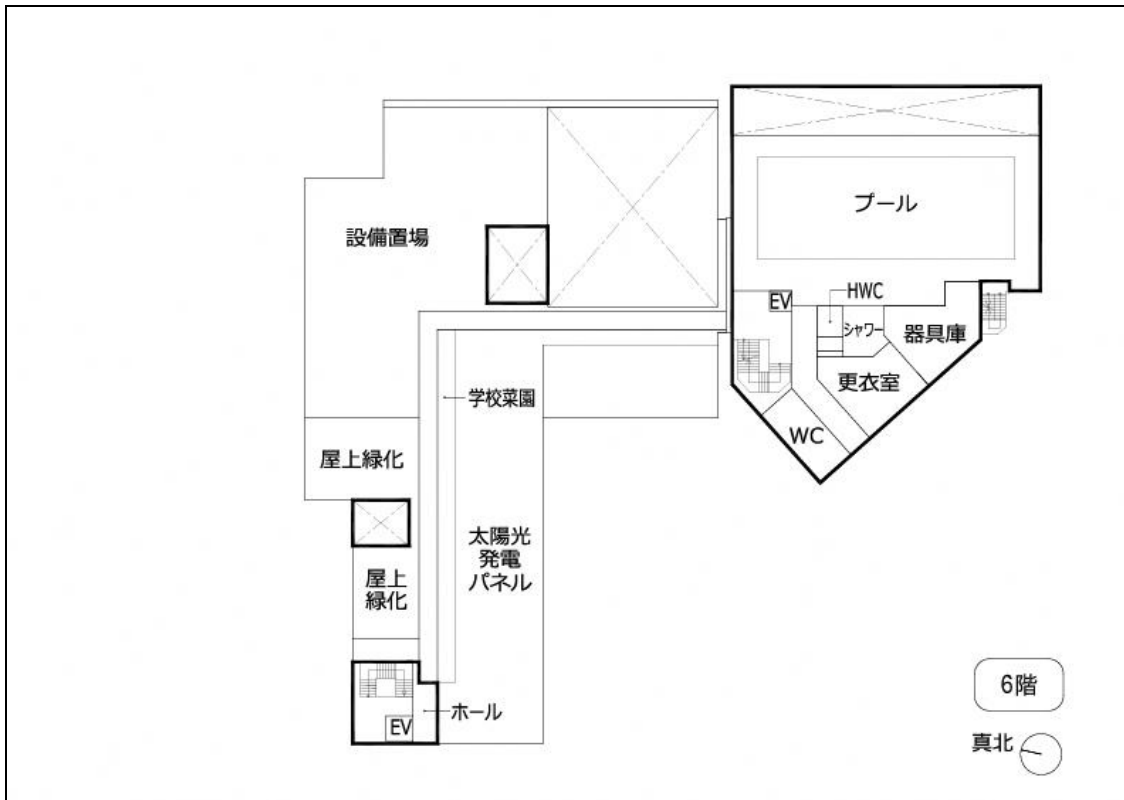 プール
設備置場
EV
HWC
シャワー
器具庫
学校菜園
更衣室
WC
屋上緑化
太陽光
発電
パネル
屋上
緑化
ホール
EV
6階
真北